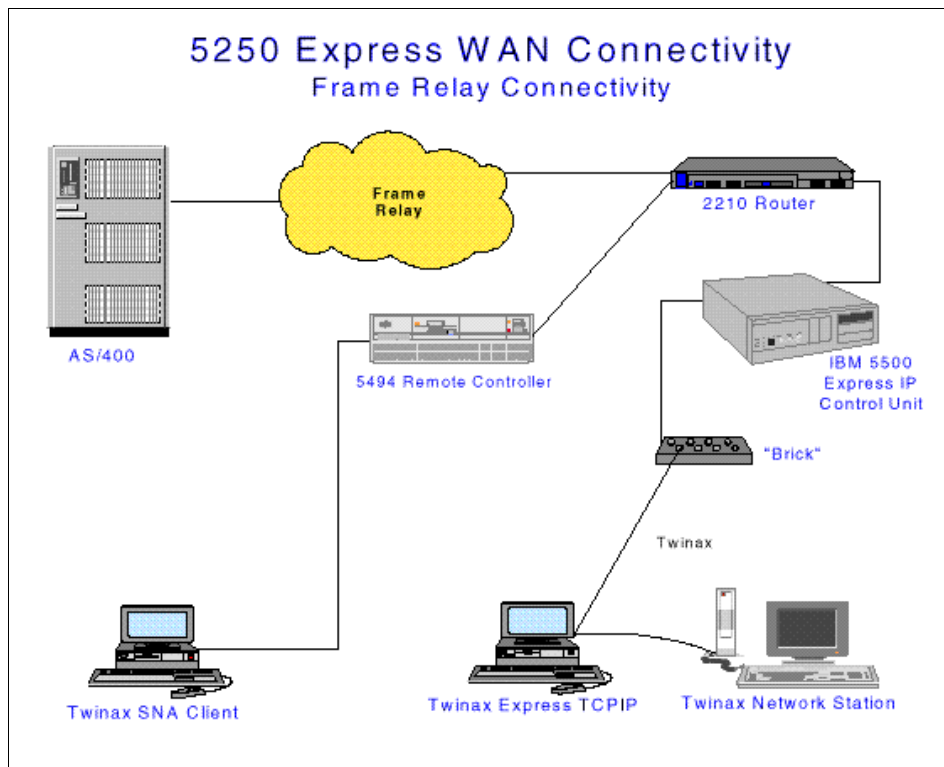 5250 Express WAN Connectivity
Frame Relay Connectivity
Frame
Relay
2210 Router
AS/400
5494 Remote Controller
IBM 5500
Express IP
Control Unit
"Brick"
Twinax
Twinax SNA Client
Twinax Express TCPIP
Twinax Network Station